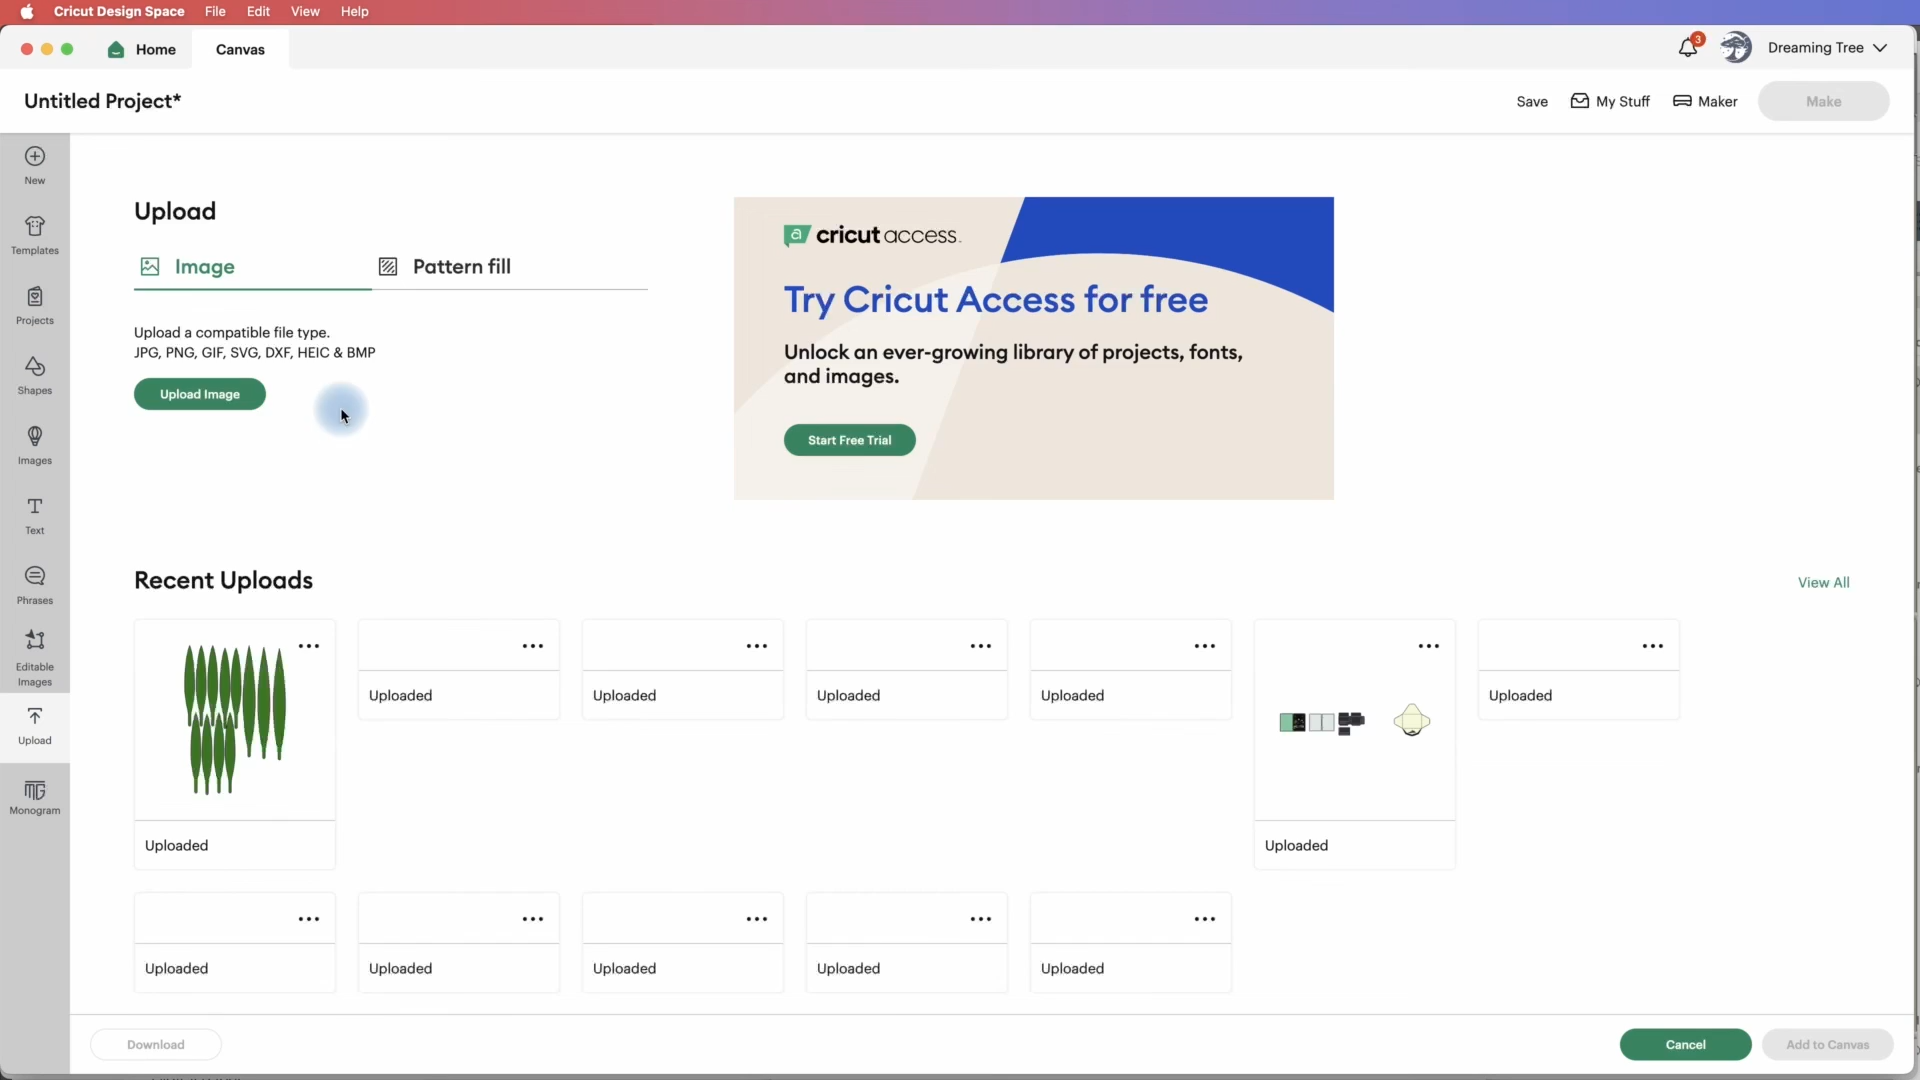 Cricut Design Space File Edit View Help
Home Canvas 3 Dreaming Tree
Untitled Project* Save My Stuff Maker Make
New
Templates
Projects
Shapes
Images
Text
Phrases
Editable
Images
Upload
Monogram
Upload
Image Pattern fill
Upload a compatible file type.
JPG, PNG, GIF, SVG, DXF, HEIC & BMP
Upload Image
a cricut access™
Try Cricut Access for free
Unlock an ever-growing library of projects, fonts,
and images.
Start Free Trial
Recent Uploads View All
Uploaded Uploaded Uploaded Uploaded Uploaded
Uploaded Uploaded
Uploaded Uploaded Uploaded Uploaded Uploaded
Download Cancel Add to Canvas